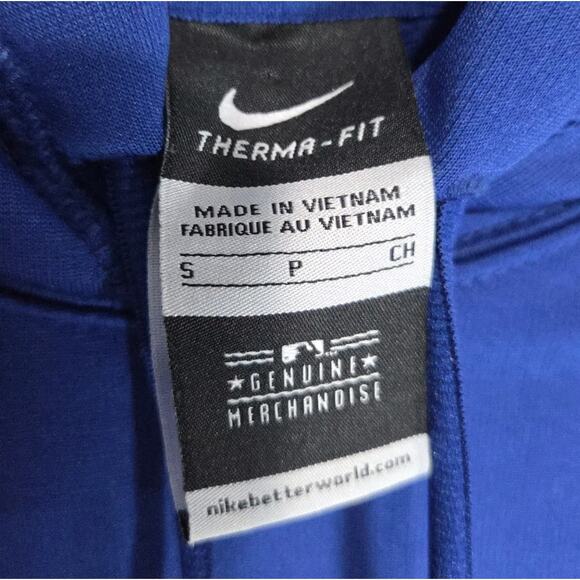 THERMA-FIT
MADE IN VIETNAM
FABRIQUE AU VIETNAM
S P CH
GENUINE
MERCHANDISE
nikebetterworld.com